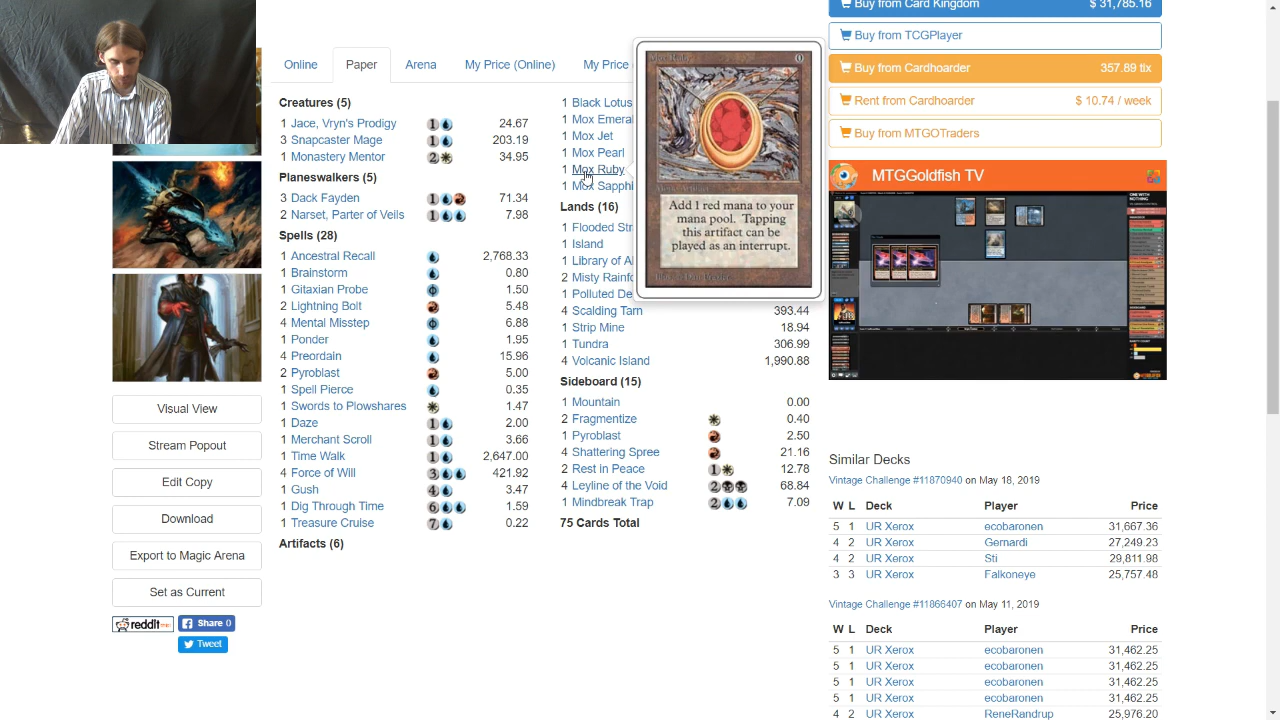 Buy from Card Kingdom $ 31,785.16
Buy from TCGPlayer
Buy from Cardhoarder 357.89 tix
Rent from Cardhoarder $ 10.74 / week
Buy from MTGOTraders
Online Paper Arena My Price (Online) My Price
Creatures (5)
1 Jace, Vryn's Prodigy 1 24.67
3 Snapcaster Mage 1 203.19
1 Monastery Mentor 2 34.95
Planeswalkers (5)
3 Dack Fayden 1 71.34
2 Narset, Parter of Veils 1 7.98
Spells (28)
1 Ancestral Recall 2,768.33
1 Brainstorm 0.80
1 Gitaxian Probe 1.50
2 Lightning Bolt 5.48
4 Mental Misstep 6.88
1 Ponder 1.95
4 Preordain 15.96
2 Pyroblast 5.00
1 Spell Pierce 0.35
1 Swords to Plowshares 1.47
1 Daze 1 2.00
1 Merchant Scroll 1 3.66
1 Time Walk 1 2,647.00
4 Force of Will 3 421.92
1 Gush 4 3.47
1 Dig Through Time 6 1.59
1 Treasure Cruise 7 0.22
Artifacts (6)
1 Black Lotus
1 Mox Emera
1 Mox Jet
1 Mox Pearl
Mox Ruby
1 Mox Sapphi
Lands (16)
1 Flooded Str
1 Island
1 Library of Al
2 Misty Rainfo
1 Polluted De
4 Scalding Tarn 393.44
1 Strip Mine 18.94
1 Tundra 306.99
4 Volcanic Island 1,990.88
Sideboard (15)
1 Mountain 0.00
2 Fragmentize 0.40
1 Pyroblast 2.50
4 Shattering Spree 21.16
2 Rest in Peace 1 12.78
4 Leyline of the Void 2 68.84
1 Mindbreak Trap 2 7.09
75 Cards Total
Mox Ruby 0
Add 1 red mana to your
mana pool. Tapping
this artifact can be
played as an interrupt.
MTGGoldfish TV
Visual View
Stream Popout
Edit Copy
Download
Export to Magic Arena
Set as Current
reddit
Share 0
Tweet
Similar Decks
Vintage Challenge #11870940 on May 18, 2019
W L Deck Player Price
5 1 UR Xerox ecobaronen 31,667.36
4 2 UR Xerox Gernardi 27,249.23
4 2 UR Xerox Sti 29,811.98
3 3 UR Xerox Falkoneye 25,757.48
Vintage Challenge #11866407 on May 11, 2019
W L Deck Player Price
5 1 UR Xerox ecobaronen 31,462.25
5 1 UR Xerox ecobaronen 31,462.25
5 1 UR Xerox ecobaronen 31,462.25
5 1 UR Xerox ecobaronen 31,462.25
4 2 UR Xerox ReneRandrup 25,976.20